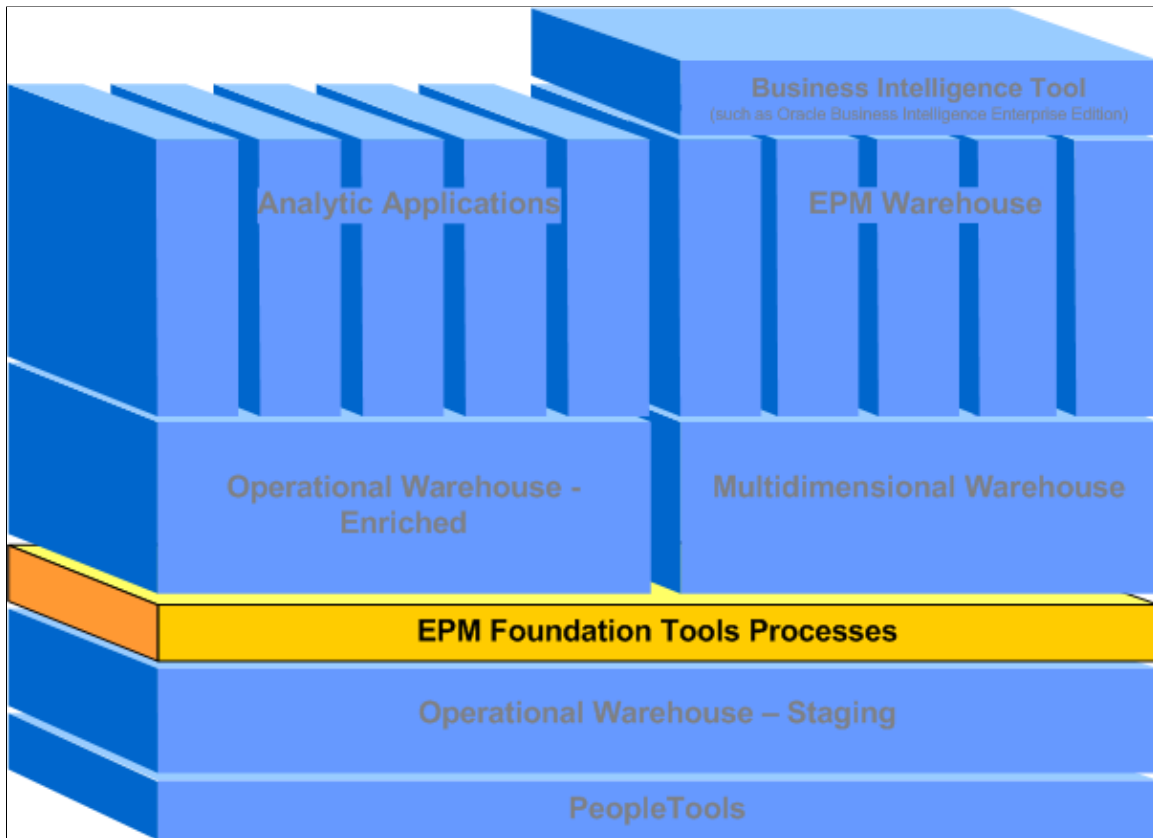 Business Intelligence Tool
(such as Oracle Business Intelligence Enterprise Edition)
Analytic Applications
EPM Warehouse
Operational Warehouse -
Enriched
Multidimensional Warehouse
EPM Foundation Tools Processes
Operational Warehouse – Staging
PeopleTools